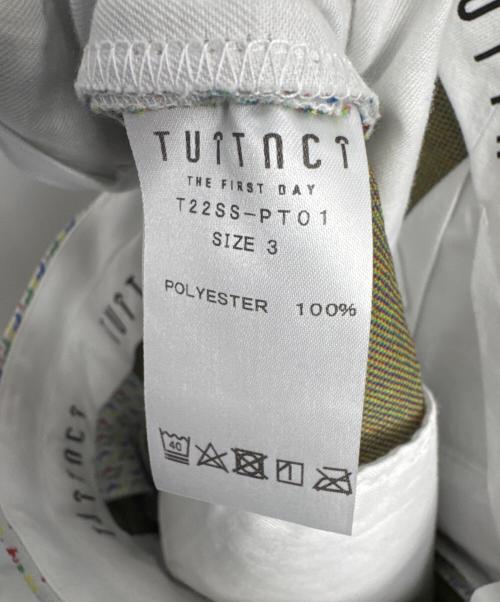 TUITNCT
THE FIRST DAY
T22SS-PT01
SIZE 3
POLYESTER 100%
40